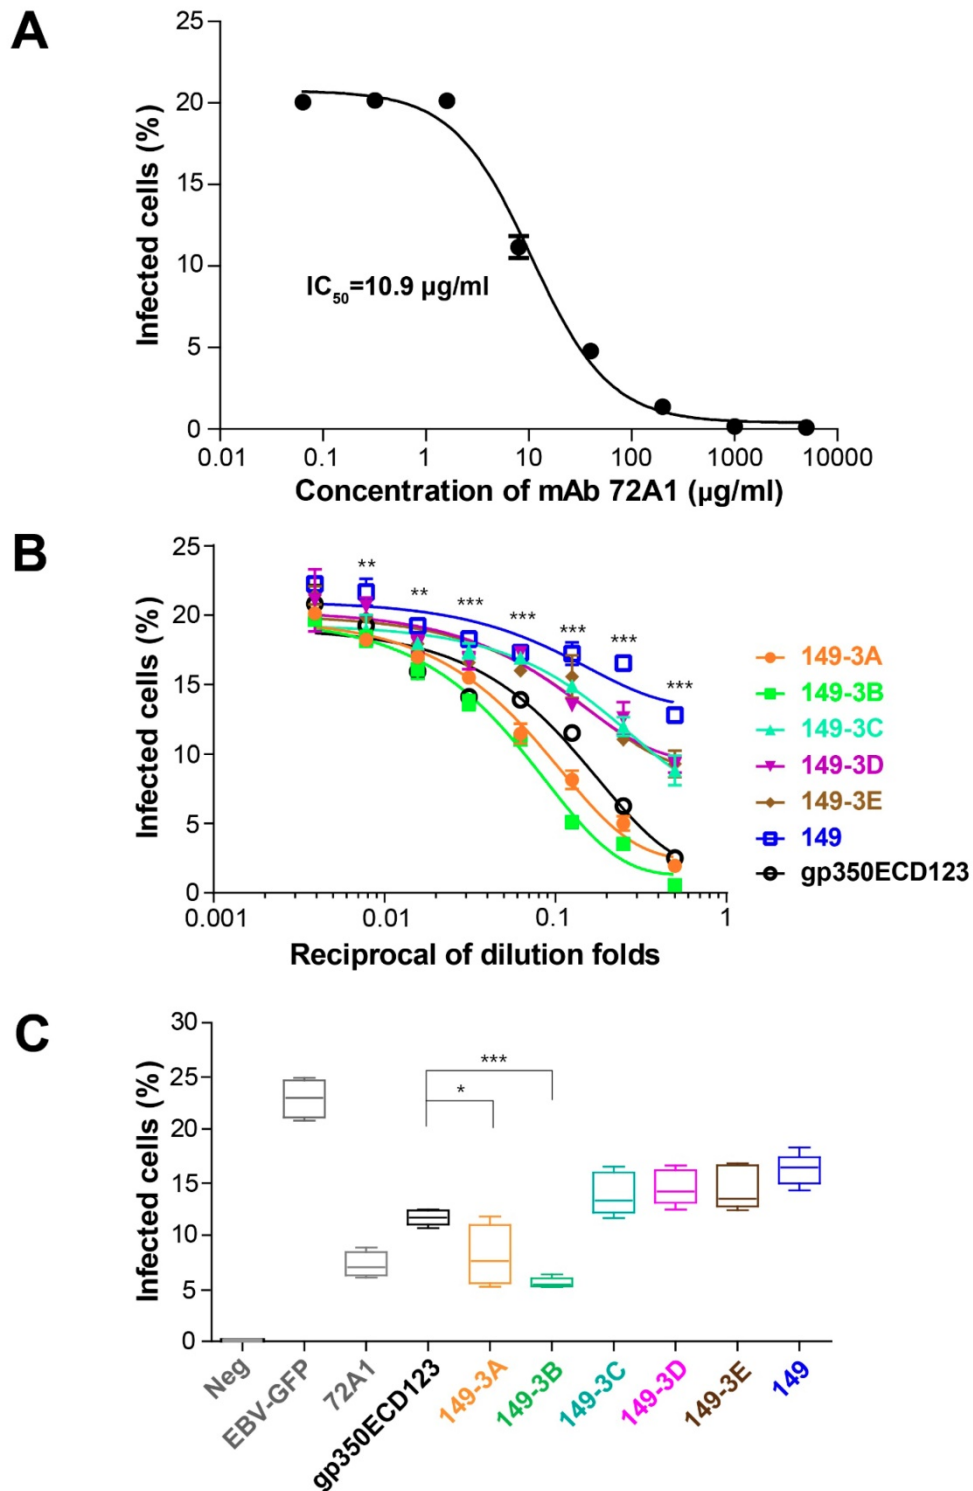 A
25
20
15
10
5
0
Infected cells (%)
IC50=10.9 µg/ml
0.01 0.1 1 10 100 1000 10000
Concentration of mAb 72A1 (µg/ml)
B
25
20
15
10
5
0
Infected cells (%)
** ** *** *** *** *** ***
0.001 0.01 0.1 1
Reciprocal of dilution folds
149-3A
149-3B
149-3C
149-3D
149-3E
149
gp350ECD123
C
30
25
20
15
10
5
0
Infected cells (%)
***
*
Neg EBV-GFP 72A1 gp350ECD123 149-3A 149-3B 149-3C 149-3D 149-3E 149